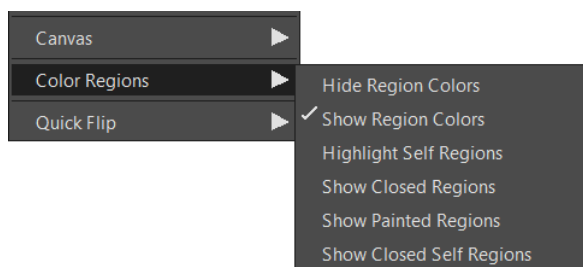 Canvas
Color Regions
Quick Flip
Hide Region Colors
Show Region Colors
Highlight Self Regions
Show Closed Regions
Show Painted Regions
Show Closed Self Regions